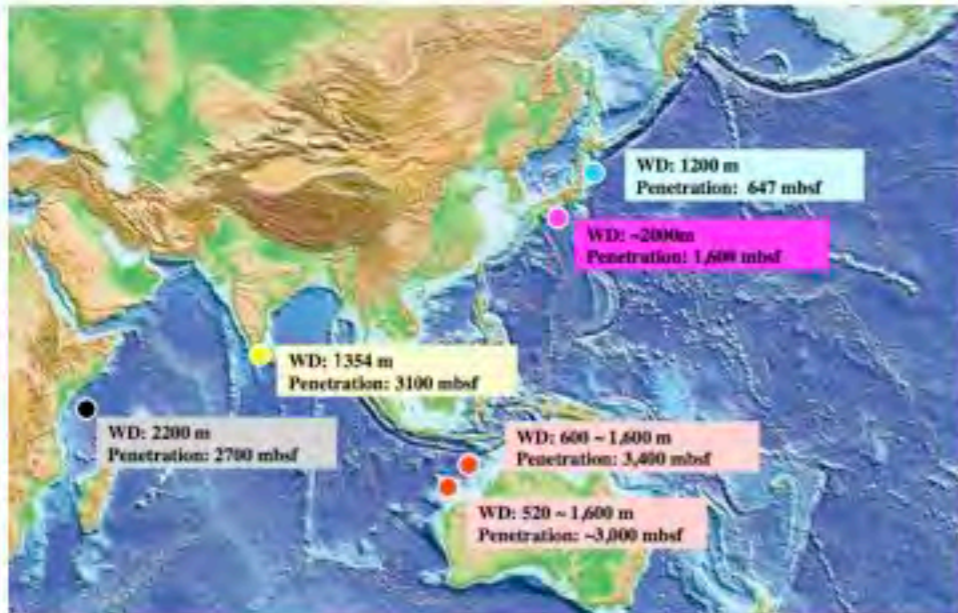 WD: 1200 m
Penetration: 647 mbsf
WD: ~2000m
Penetration: 1,600 mbsf
WD: 1354 m
Penetration: 3100 mbsf
WD: 2200 m
Penetration: 2700 mbsf
WD: 600 ~ 1,600 m
Penetration: 3,400 mbsf
WD: 520 ~ 1,600 m
Penetration: ~3,000 mbsf